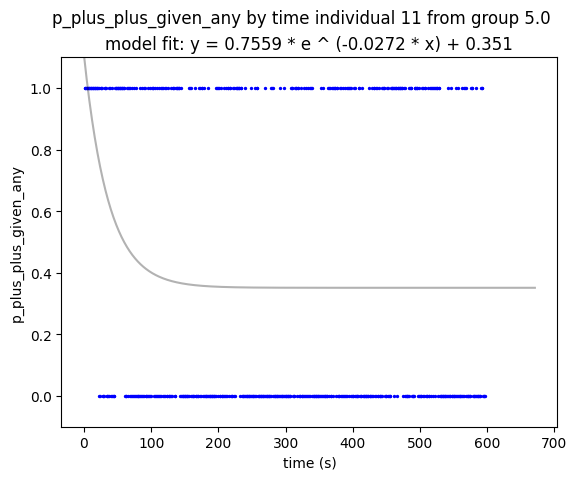 p_plus_plus_given_any by time individual 11 from group 5.0
model fit: y = 0.7559 * e ^ (-0.0272 * x) + 0.351
p_plus_plus_given_any
1.0
0.8
0.6
0.4
0.2
0.0
0 100 200 300 400 500 600 700
time (s)